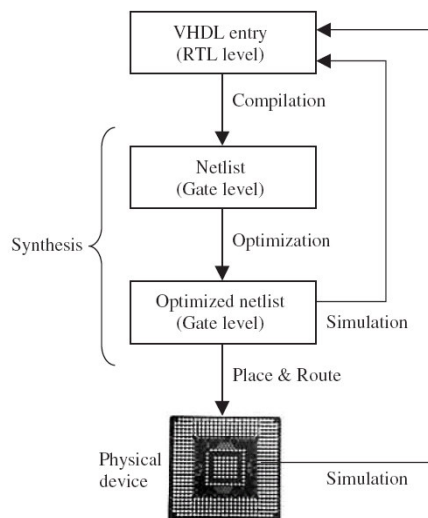 VHDL entry
(RTL level)
Compilation
Netlist
(Gate level)
Synthesis
Optimization
Optimized netlist
(Gate level)
Simulation
Place & Route
Physical
device
Simulation